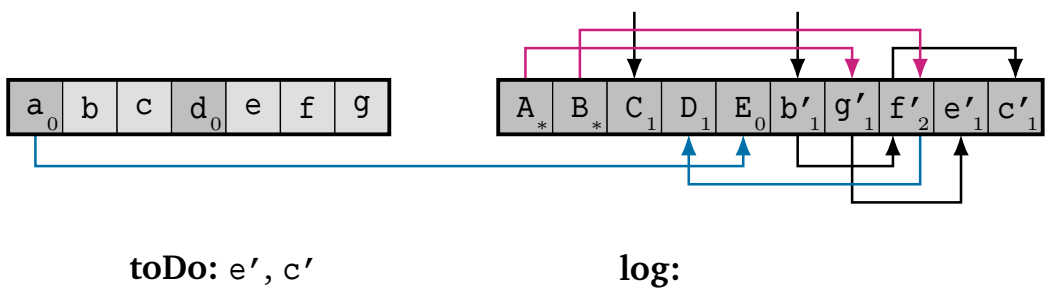 a₀ b c d₀ e f g A* B* C₁ D₁ E₀ b′₁ g′₁ f′₂ e′₁ c′₁
toDo: e′, c′ log: